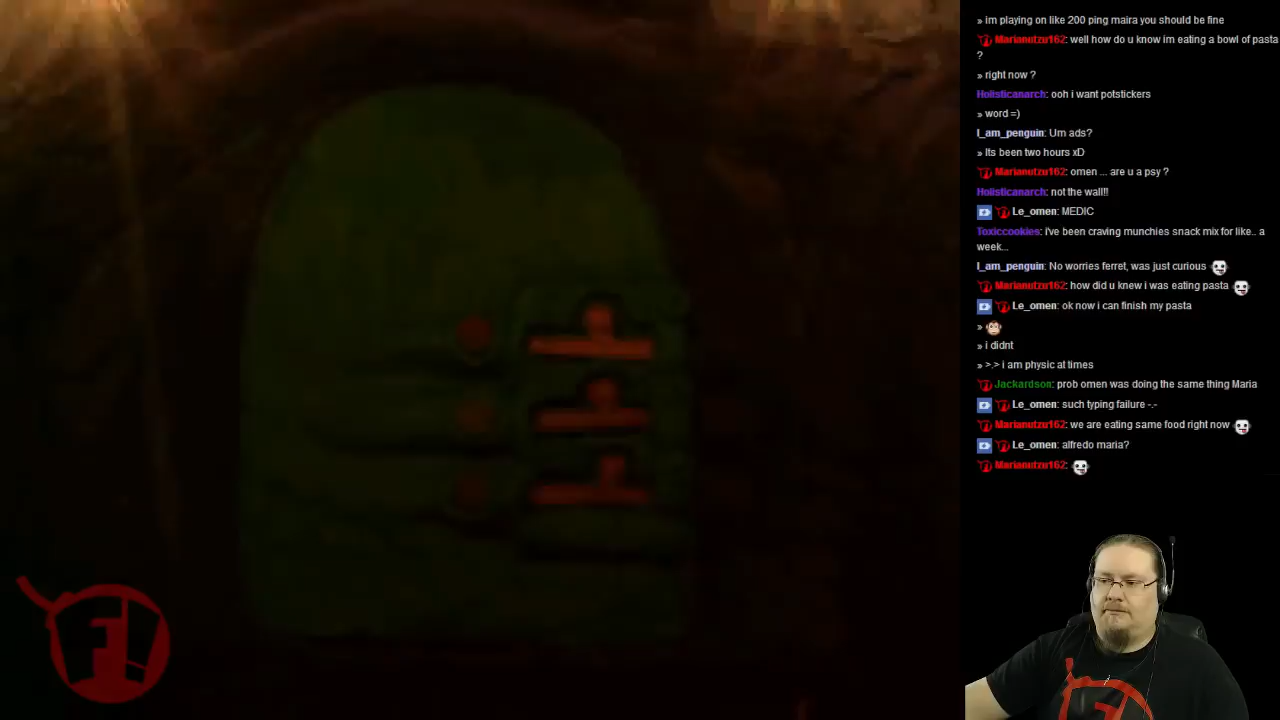 » im playing on like 200 ping maira you should be fine
Marianutzu162: well how do u know im eating a bowl of pasta
?
» right now ?
Holisticanarch: ooh i want potstickers
» word =)
I_am_penguin: Um ads?
» Its been two hours xD
Marianutzu162: omen ... are u a psy ?
Holisticanarch: not the wall!!
Le_omen: MEDIC
Toxiccookies: i've been craving munchies snack mix for like.. a
week...
I_am_penguin: No worries ferret, was just curious
Marianutzu162: how did u knew i was eating pasta
Le_omen: ok now i can finish my pasta
»
» i didnt
» >.> i am physic at times
Jackardson: prob omen was doing the same thing Maria
Le_omen: such typing failure -.-
Marianutzu162: we are eating same food right now
Le_omen: alfredo maria?
Marianutzu162: